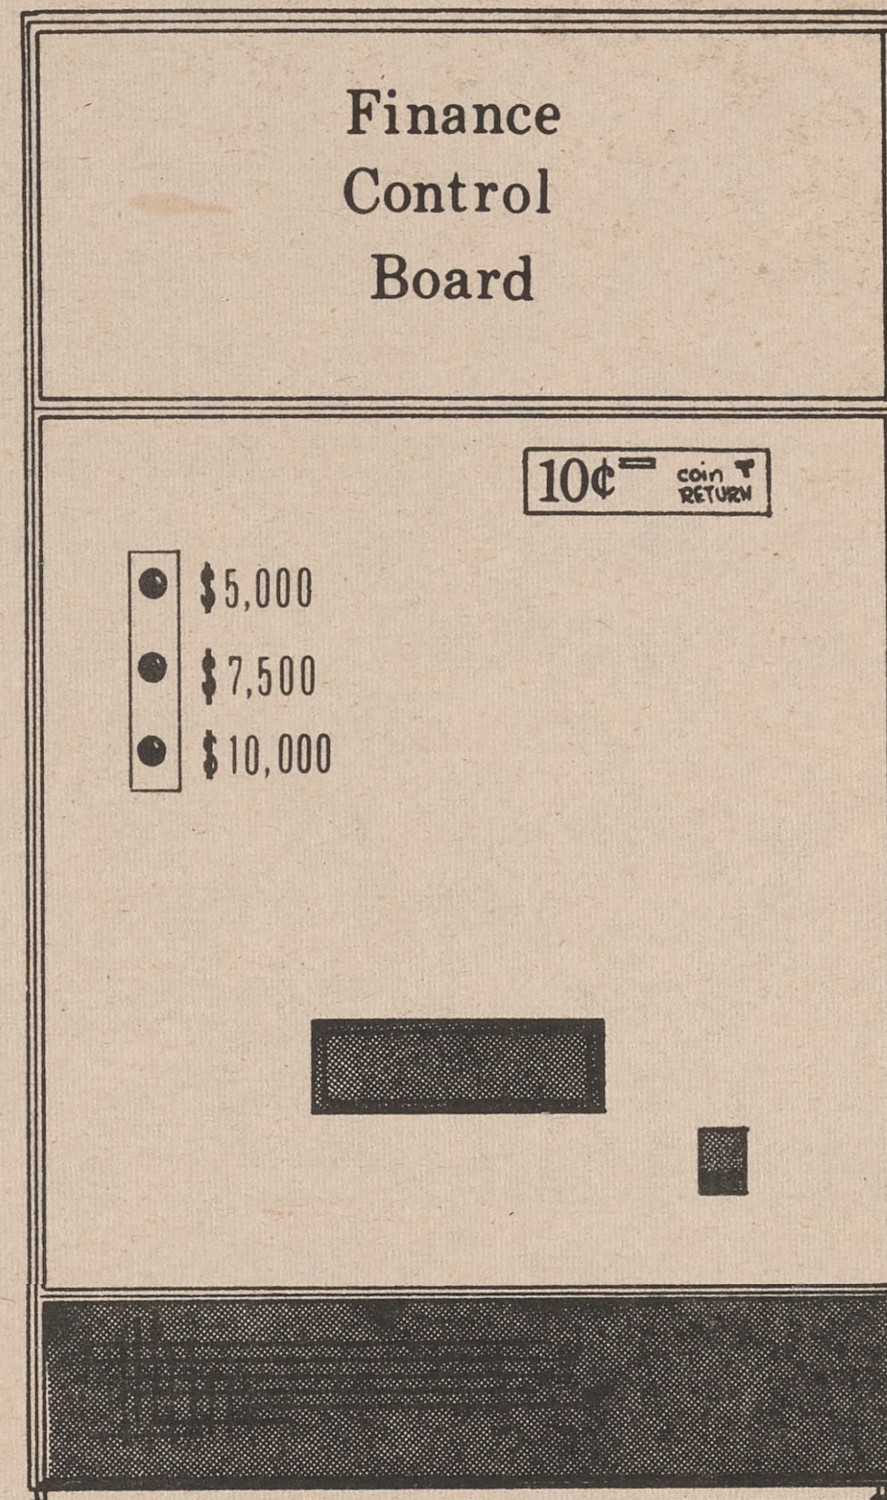 Finance
Control
Board
10¢ coin
RETURN
$5,000
$7,500
$10,000